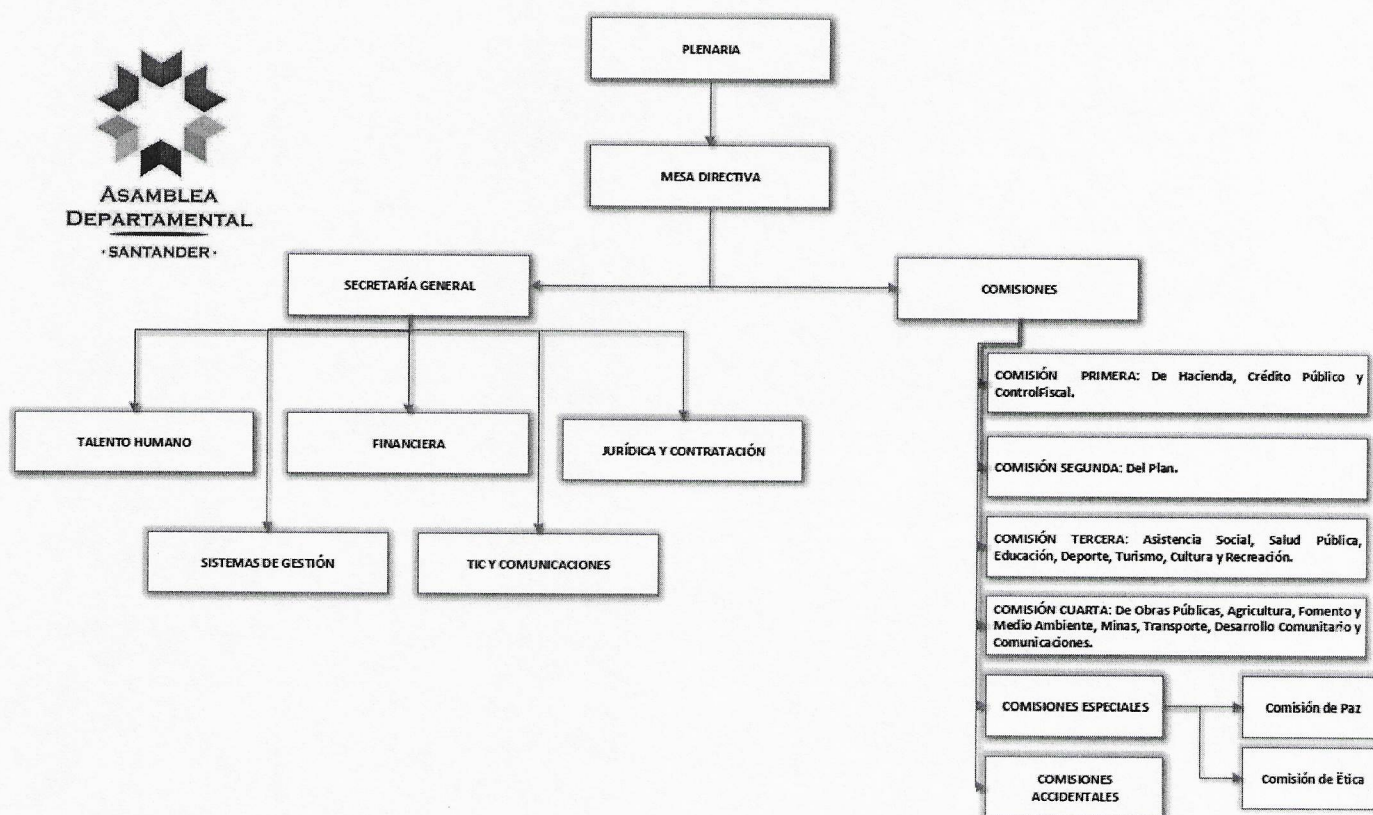 PLENARIA
ASAMBLEA
DEPARTAMENTAL
·SANTANDER·
MESA DIRECTIVA
SECRETARÍA GENERAL
COMISIONES
TALENTO HUMANO
FINANCIERA
JURÍDICA Y CONTRATACIÓN
SISTEMAS DE GESTIÓN
TIC Y COMUNICACIONES
COMISIÓN PRIMERA: De Hacienda, Crédito Público y
ControlFiscal.
COMISIÓN SEGUNDA: Del Plan.
COMISIÓN TERCERA: Asistencia Social, Salud Pública,
Educación, Deporte, Turismo, Cultura y Recreación.
COMISIÓN CUARTA: De Obras Públicas, Agricultura, Fomento y
Medio Ambiente, Minas, Transporte, Desarrollo Comunitario y
Comunicaciones.
COMISIONES ESPECIALES
Comisión de Paz
Comisión de Ëtica
COMISIONES
ACCIDENTALES